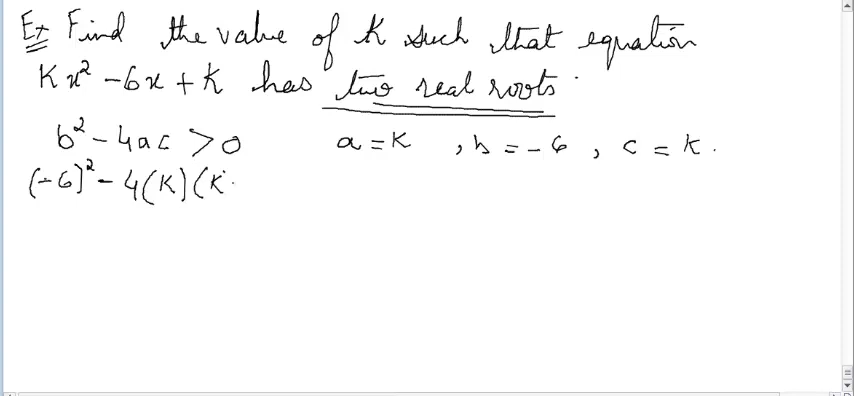 Ex Find the value of K such that equation
Kx² - 6x + K has two real roots.
b² - 4ac > 0 a = K , b = - 6 , c = K .
(-6)² - 4(K)(K